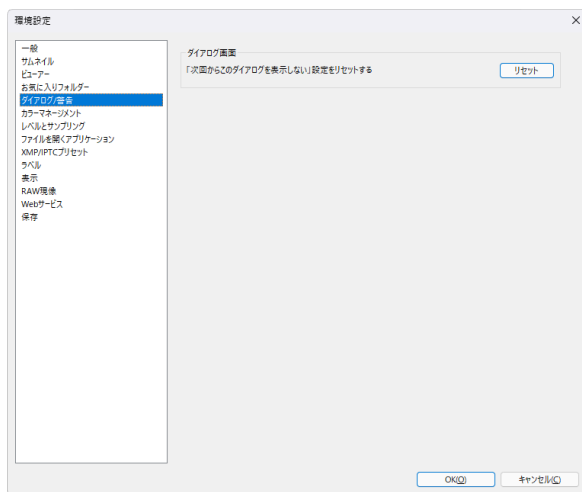 環境設定
一般
サムネイル
ビューアー
お気に入りフォルダー
ダイアログ/警告
カラーマネージメント
レベルとサンプリング
ファイルを開くアプリケーション
XMP/IPTCプリセット
ラベル
表示
RAW現像
Webサービス
保存
ダイアログ画面
「次回からこのダイアログを表示しない」設定をリセットする
リセット
OK(O)
キャンセル(C)